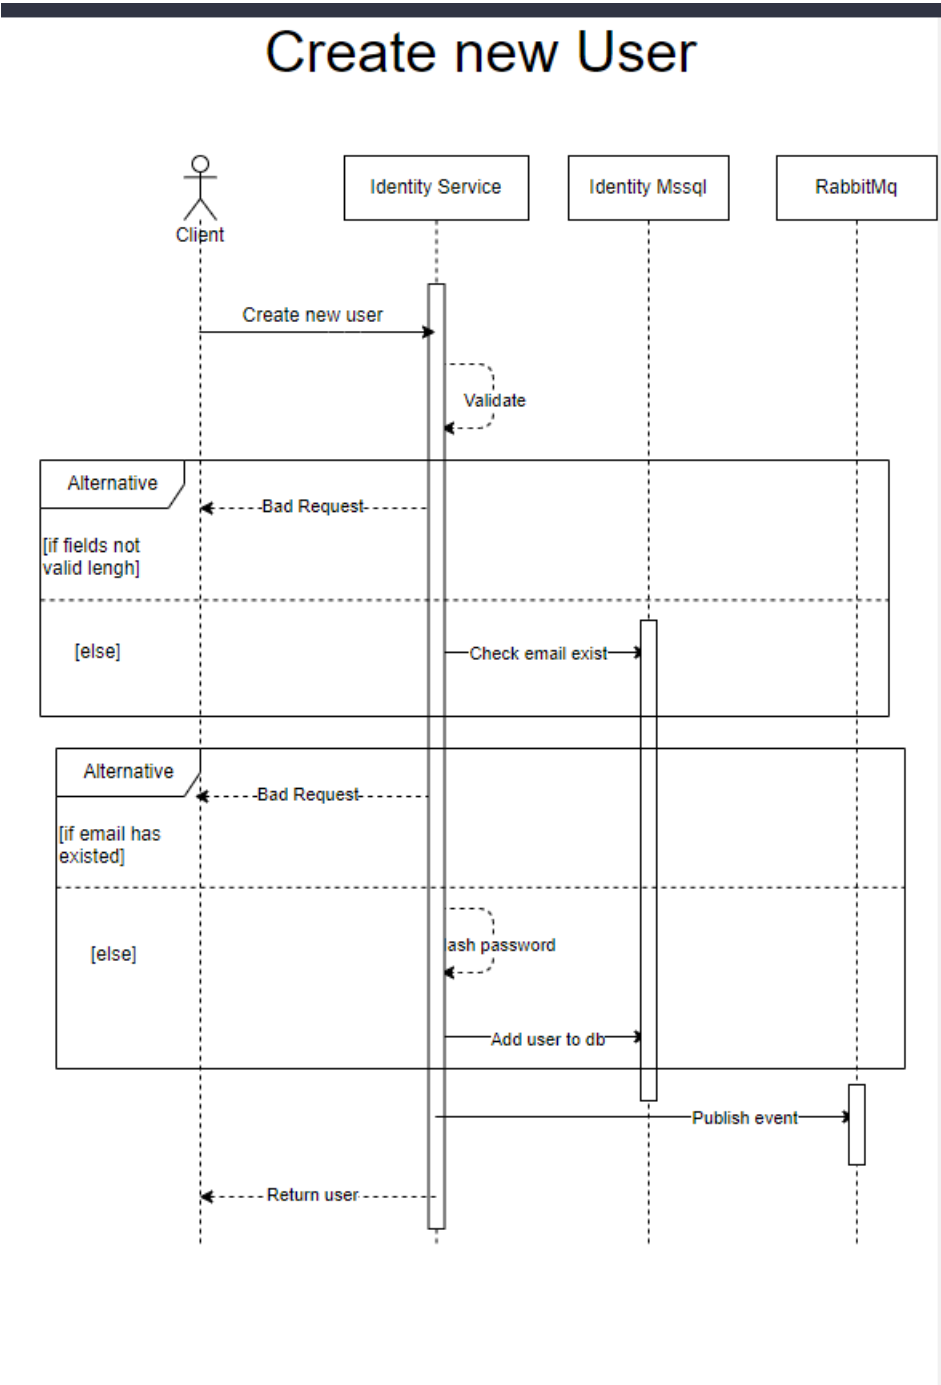 Create new User
Identity Service
Identity Mssql
RabbitMq
Client
Create new user
Validate
Alternative
Bad Request
[if fields not
valid lengh]
[else]
Check email exist
Alternative
Bad Request
[if email has
existed]
lash password
[else]
Add user to db
Publish event
Return user